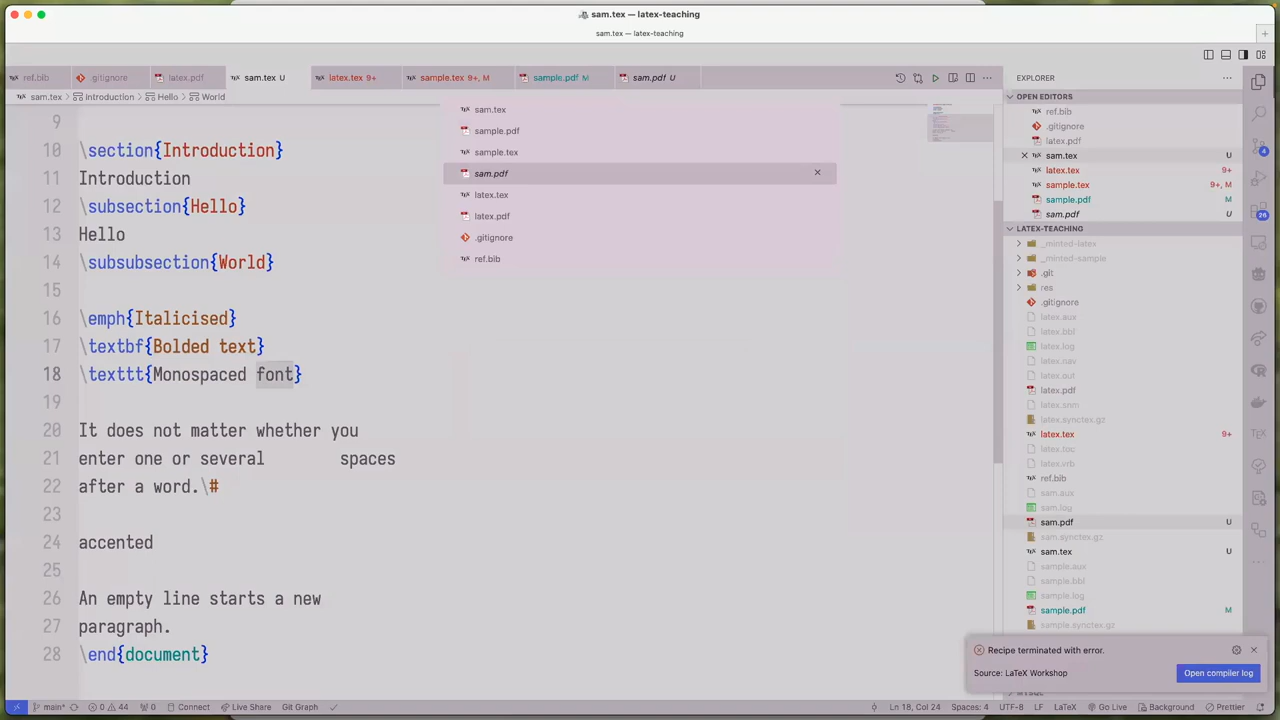 sam.tex — latex-teaching
sam.tex — latex-teaching
ref.bib
.gitignore
latex.pdf
sam.tex U
latex.tex 9+
sample.tex 9+, M
sample.pdf M
sam.pdf U
sam.tex > Introduction > Hello > World
9
10 \section{Introduction}
11 Introduction
12 \subsection{Hello}
13 Hello
14 \subsubsection{World}
15
16 \emph{Italicised}
17 \textbf{Bolded text}
18 \texttt{Monospaced font}
19
20 It does not matter whether you
21 enter one or several        spaces
22 after a word.\#
23
24 accented
25
26 An empty line starts a new
27 paragraph.
28 \end{document}
sam.tex
sample.pdf
sample.tex
sam.pdf
latex.tex
latex.pdf
.gitignore
ref.bib
EXPLORER
OPEN EDITORS
ref.bib
.gitignore
latex.pdf
sam.tex U
latex.tex 9+
sample.tex 9+, M
sample.pdf M
sam.pdf U
LATEX-TEACHING
_minted-latex
_minted-sample
.git
res
.gitignore
latex.aux
latex.bbl
latex.log
latex.nav
latex.out
latex.pdf
latex.snm
latex.synctex.gz
latex.tex 9+
latex.toc
latex.vrb
ref.bib
sam.aux
sam.log
sam.pdf U
sam.synctex.gz
sam.tex U
sample.aux
sample.bbl
sample.log
sample.pdf M
sample.synctex.gz
4
26
Recipe terminated with error.
Source: LaTeX Workshop
Open compiler log
main*
0
44
0
Connect
Live Share
Git Graph
Ln 18, Col 24
Spaces: 4
UTF-8
LF
LaTeX
Go Live
Background
Prettier